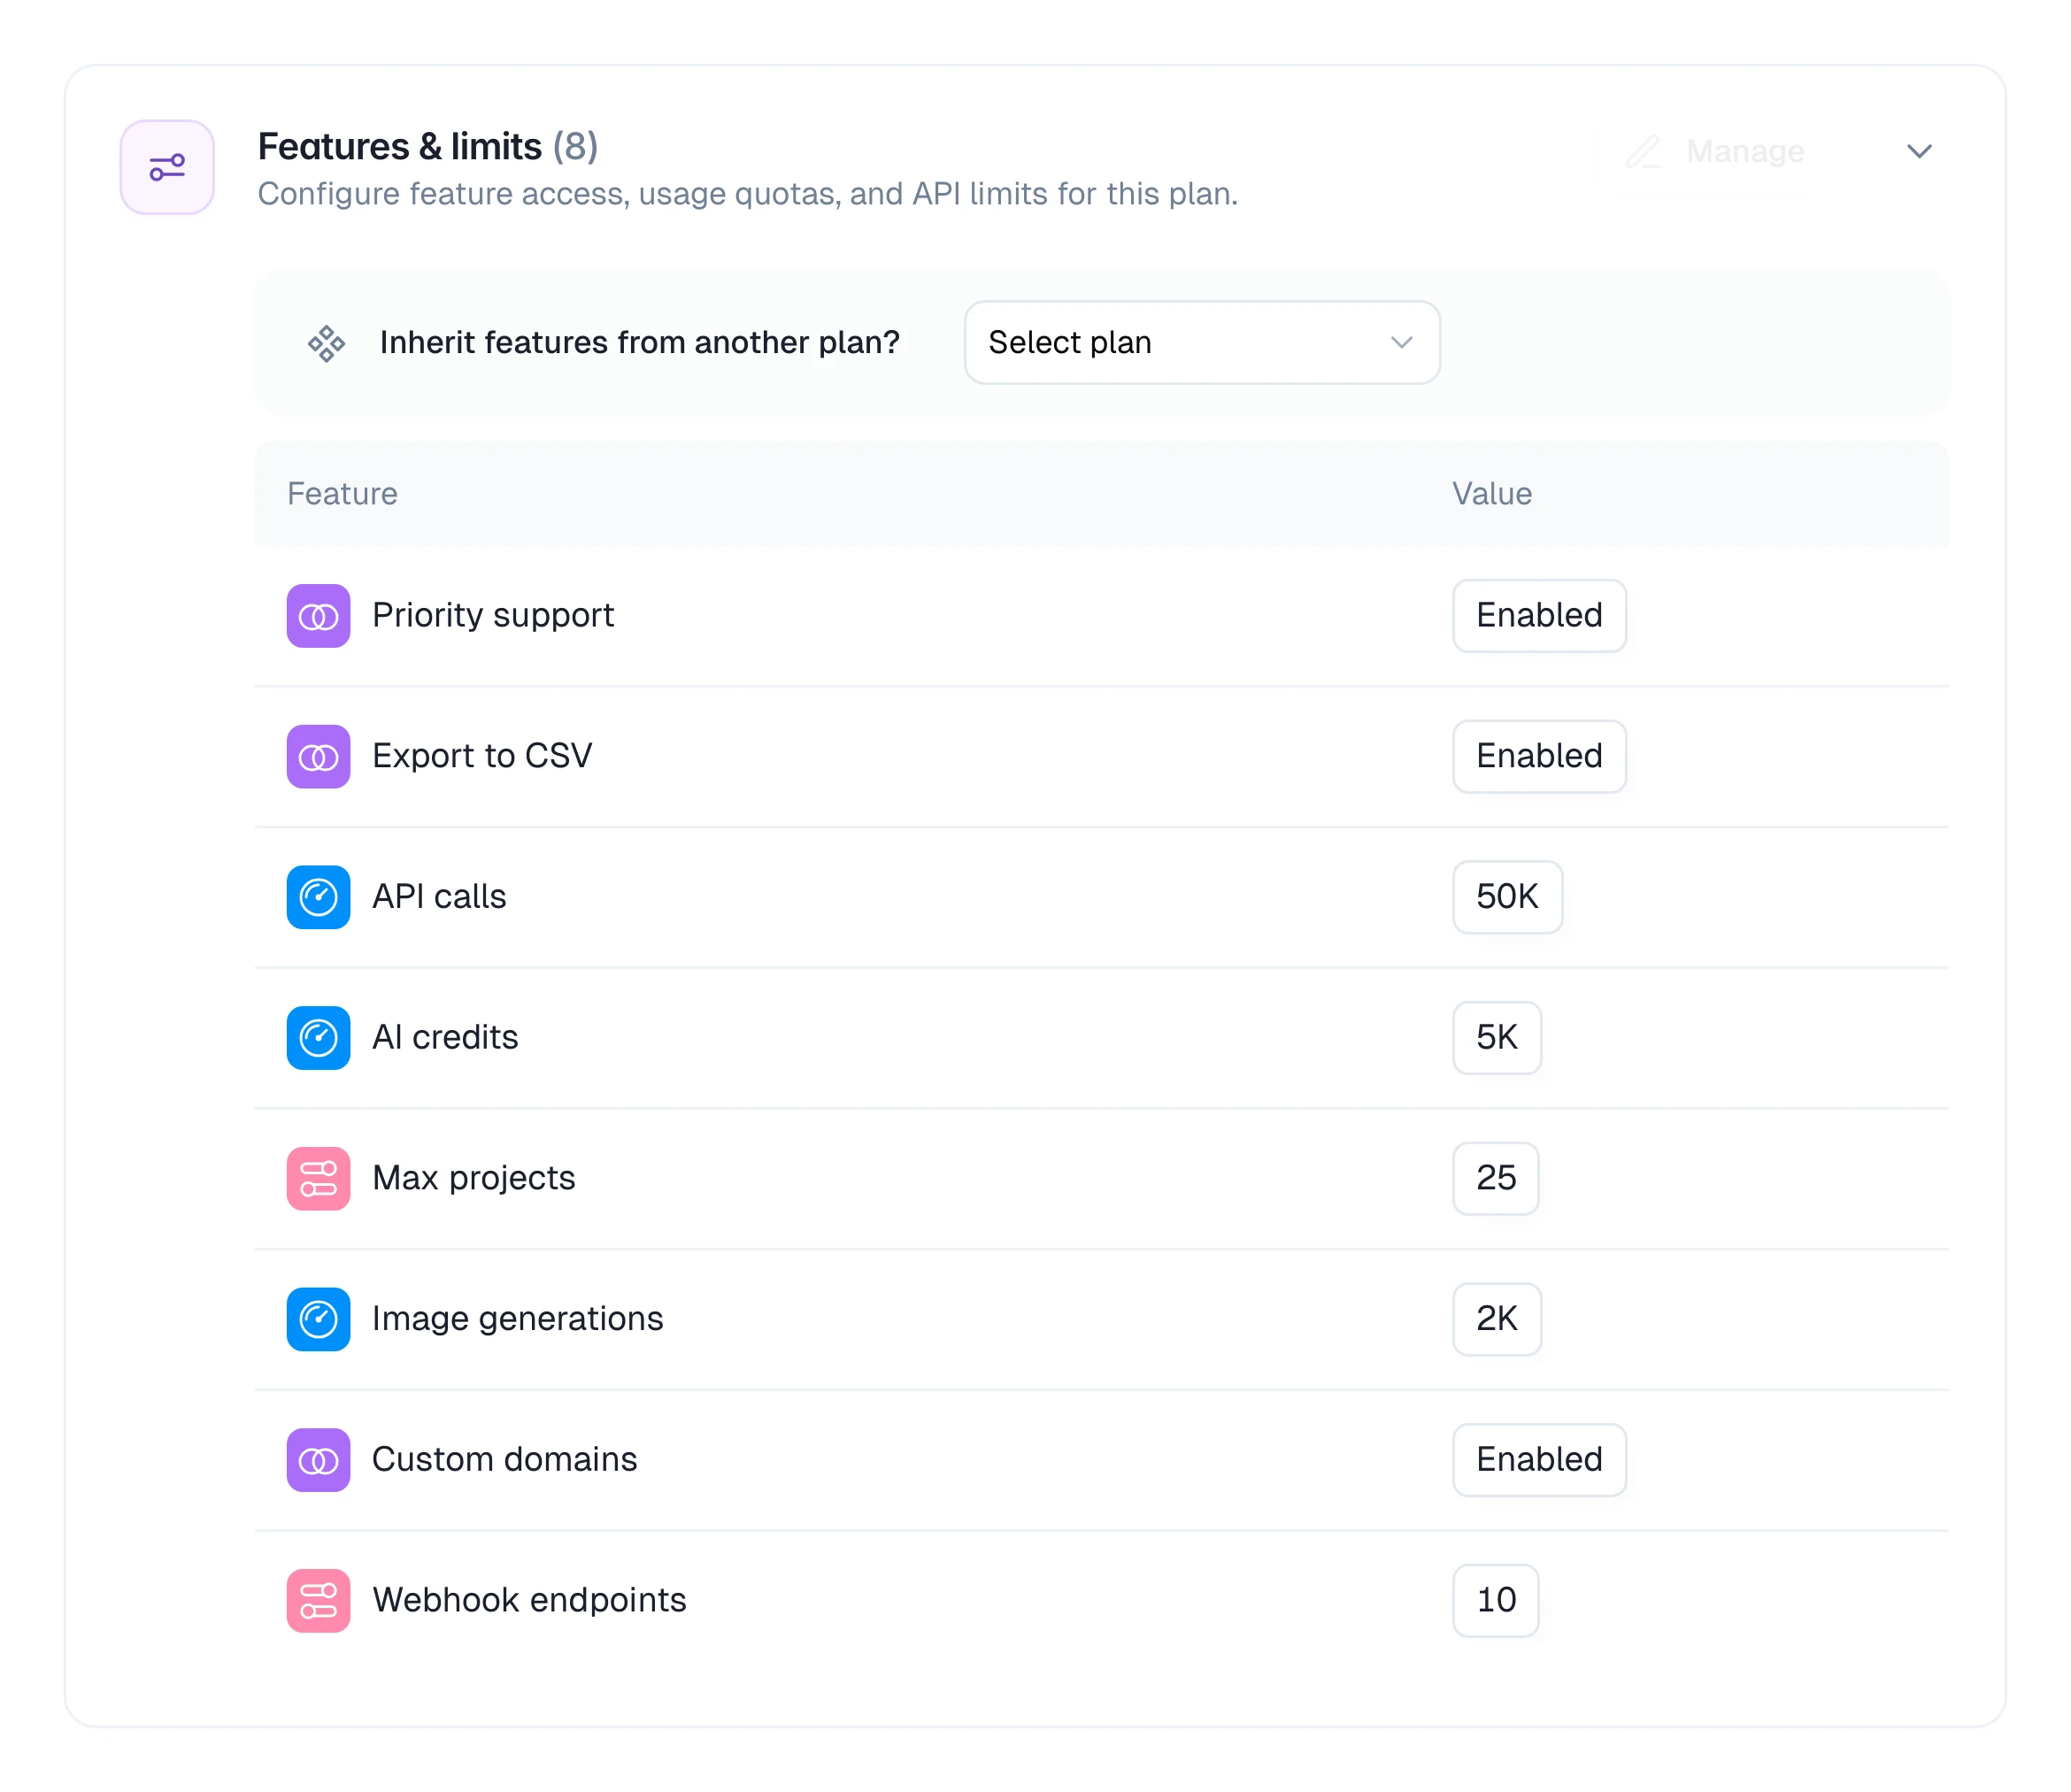 Features & limits (8)
Manage
Configure feature access, usage quotas, and API limits for this plan.
Inherit features from another plan?
Select plan
Feature
Value
Priority support
Enabled
Export to CSV
Enabled
API calls
50K
AI credits
5K
Max projects
25
Image generations
2K
Custom domains
Enabled
Webhook endpoints
10